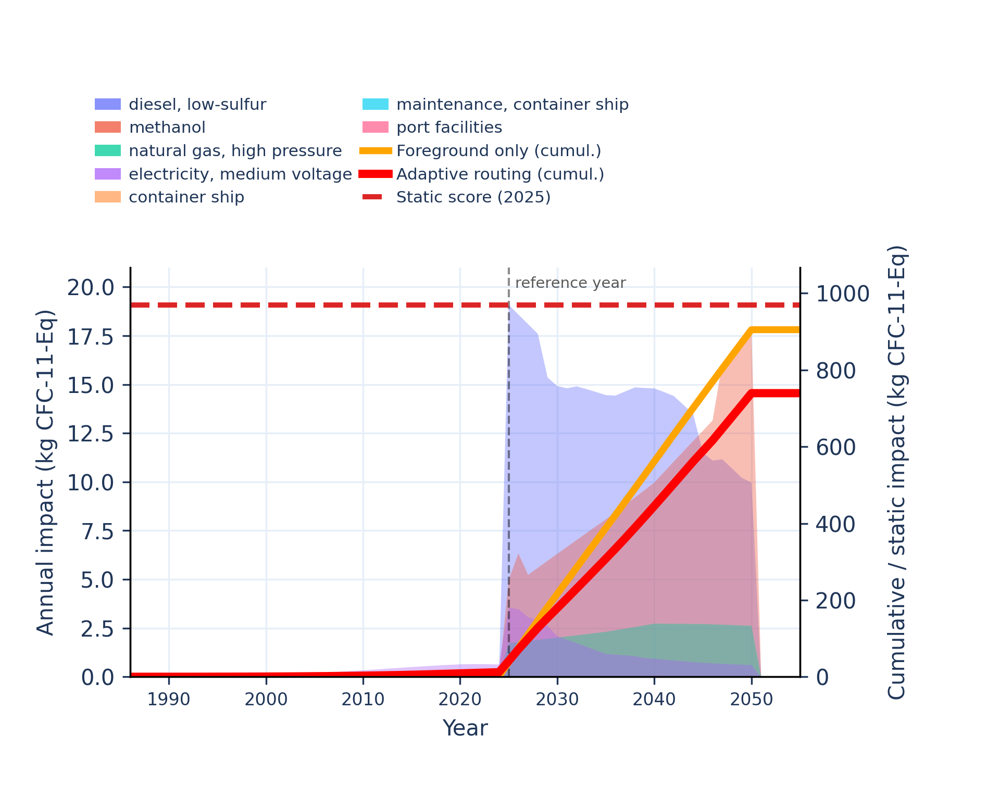 diesel, low-sulfur
methanol
natural gas, high pressure
electricity, medium voltage
container ship
maintenance, container ship
port facilities
Foreground only (cumul.)
Adaptive routing (cumul.)
Static score (2025)
reference year
Annual impact (kg CFC-11-Eq)
20.0
17.5
15.0
12.5
10.0
7.5
5.0
2.5
0.0
1000
800
600
400
200
0
Cumulative / static impact (kg CFC-11-Eq)
1990 2000 2010 2020 2030 2040 2050
Year